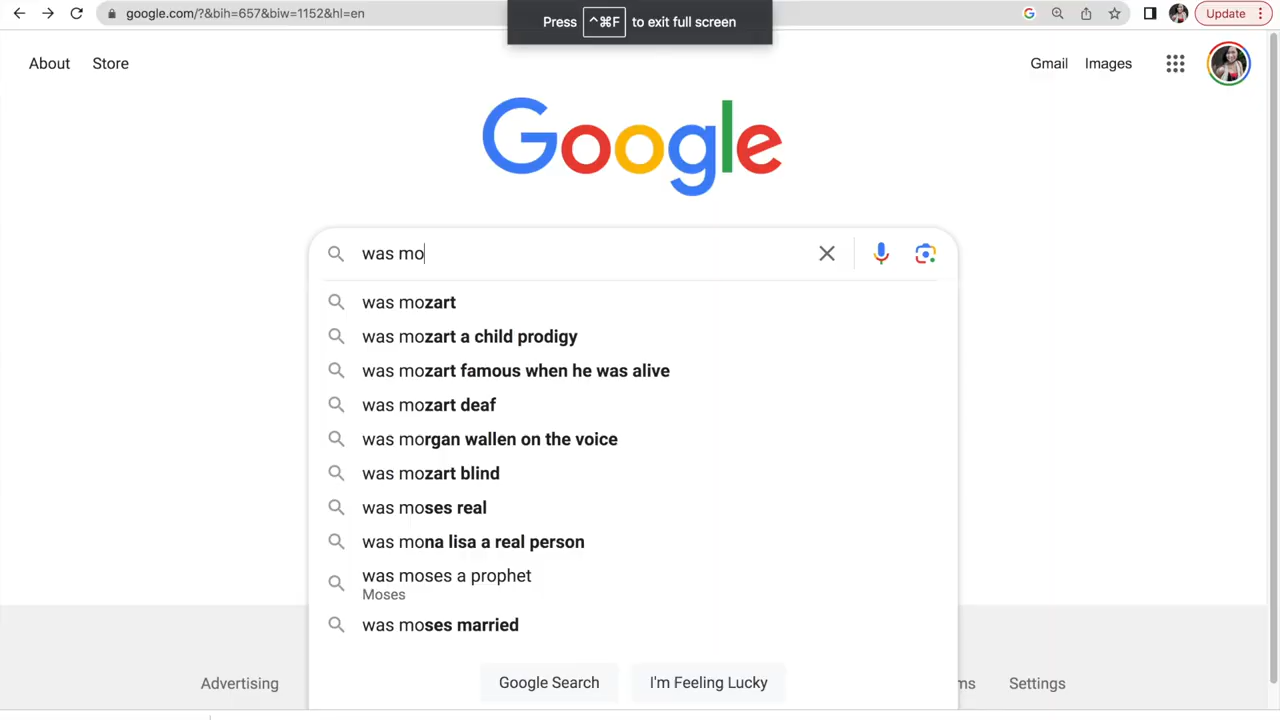 google.com/?&bih=657&biw=1152&hl=en
Press ^⌘F to exit full screen
Update
About Store
Gmail Images
Google
was mo
was mozart
was mozart a child prodigy
was mozart famous when he was alive
was mozart deaf
was morgan wallen on the voice
was mozart blind
was moses real
was mona lisa a real person
was moses a prophet
Moses
was moses married
Google Search I'm Feeling Lucky
Advertising ms Settings